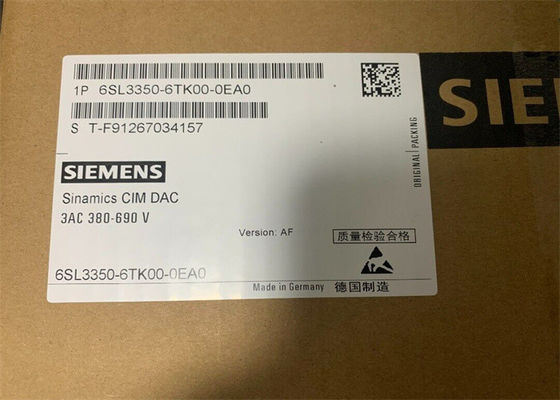 1P 6SL3350-6TK00-0EA0
S T-F91267034157
SIEMENS
Sinamics CIM DAC
3AC 380-690 V
Version: AF
质量检验合格
6SL3350-6TK00-0EA0
Made in Germany
德国制造
ORIGINAL PACKING
SIE